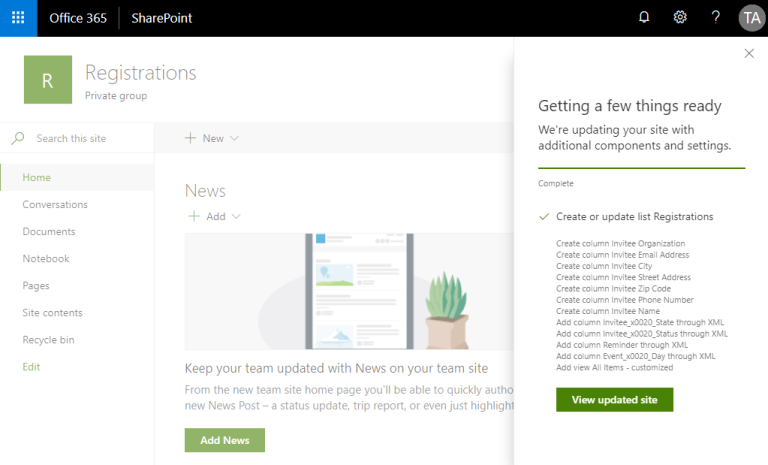 Office 365
SharePoint
?
TA
R
Registrations
Private group
Search this site
Home
Conversations
Documents
Notebook
Pages
Site contents
Recycle bin
Edit
+ New
News
+ Add
Keep your team updated with News on your team site
From the new team site home page you'll be able to quickly autho
new News Post – a status update, trip report, or even just highlight
Add News
Getting a few things ready
We're updating your site with
additional components and settings.
Complete
Create or update list Registrations
Create column Invitee Organization
Create column Invitee Email Address
Create column Invitee City
Create column Invitee Street Address
Create column Invitee Zip Code
Create column Invitee Phone Number
Create column Invitee Name
Add column Invitee_x0020_State through XML
Add column Invitee_x0020_Status through XML
Add column Reminder through XML
Add column Event_x0020_Day through XML
Add view All Items - customized
View updated site